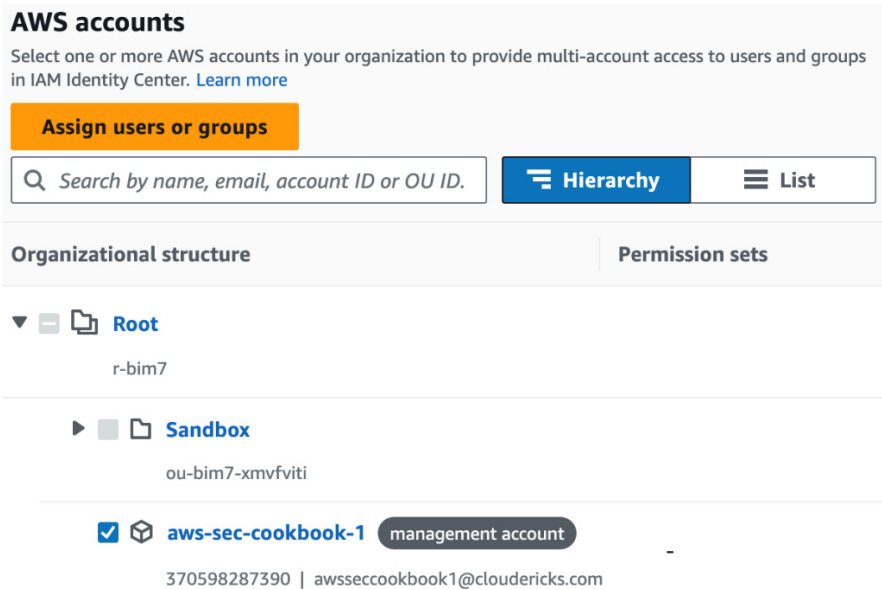 AWS accounts
Select one or more AWS accounts in your organization to provide multi-account access to users and groups
in IAM Identity Center. Learn more
Assign users or groups
Search by name, email, account ID or OU ID.
Hierarchy
List
Organizational structure
Permission sets
Root
r-bim7
Sandbox
ou-bim7-xmvfviti
aws-sec-cookbook-1 management account
-
370598287390 | awsseccookbook1@cloudericks.com